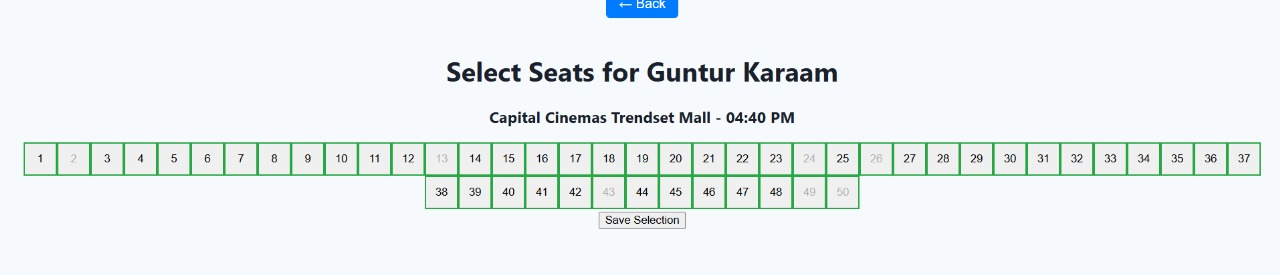 ← Back
Select Seats for Guntur Karaam
Capital Cinemas Trendset Mall - 04:40 PM
1 2 3 4 5 6 7 8 9 10 11 12 13 14 15 16 17 18 19 20 21 22 23 24 25 26 27 28 29 30 31 32 33 34 35 36 37
38 39 40 41 42 43 44 45 46 47 48 49 50
Save Selection